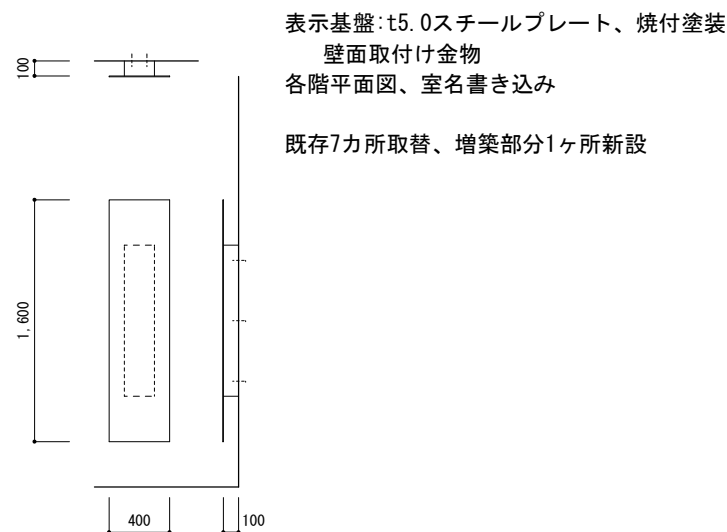 表示基盤:t5.0スチールプレート、焼付塗装
壁面取付け金物
各階平面図、室名書き込み
既存7カ所取替、増築部分1ヶ所新設
100
1,600
400
100